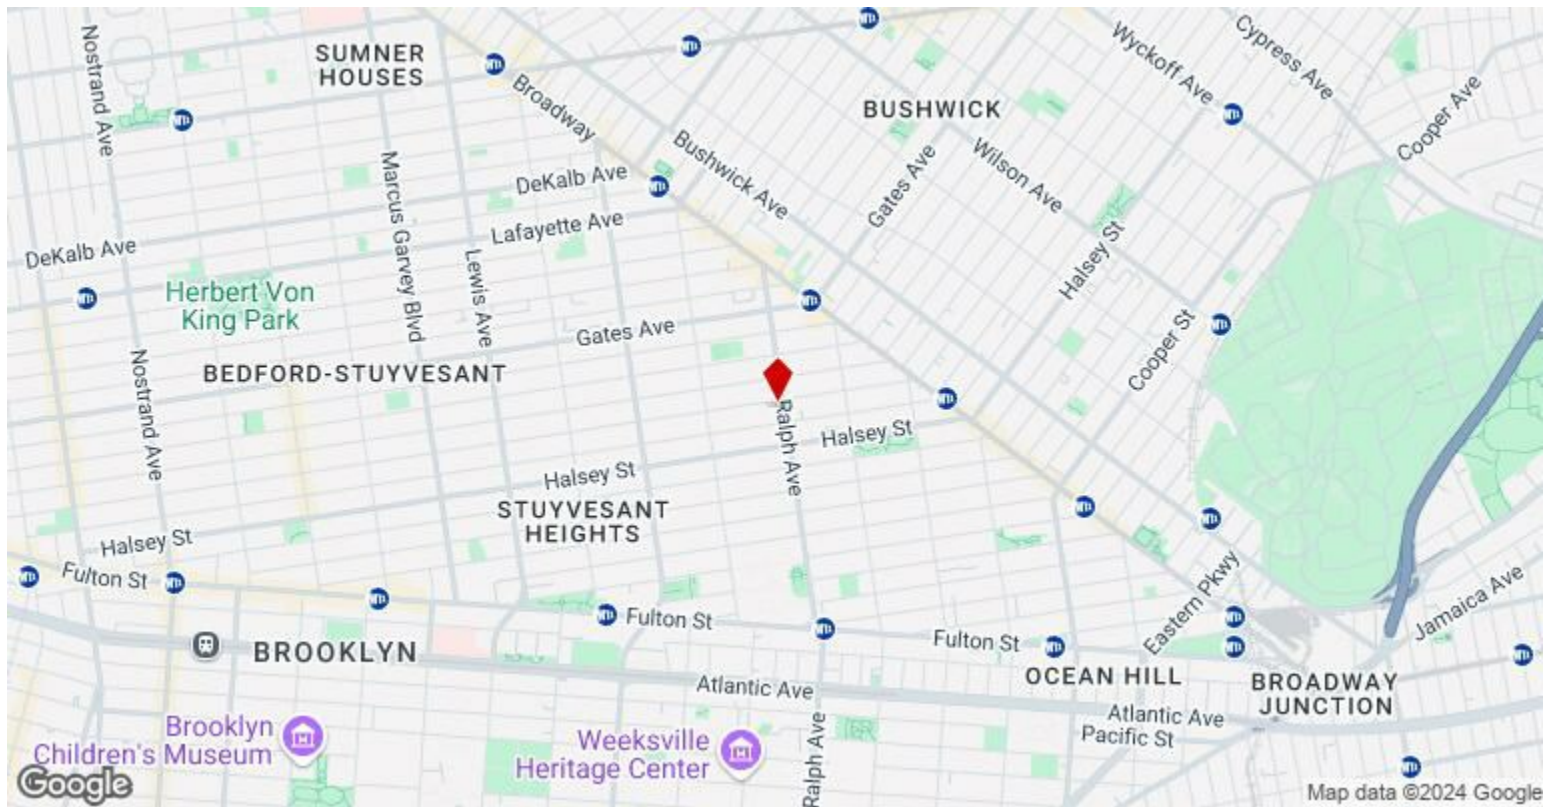 Nostrand Ave
SUMNER
HOUSES
Broadway
BUSHWICK
Wyckoff Ave
Cypress Ave
Cooper Ave
Marcus Garvey Blvd
DeKalb Ave
Bushwick Ave
Gates Ave
Wilson Ave
Lafayette Ave
DeKalb Ave
Lewis Ave
Halsey St
Herbert Von
King Park
Gates Ave
Cooper St
BEDFORD-STUYVESANT
Nostrand Ave
Ralph Ave
Halsey St
Halsey St
STUYVESANT
HEIGHTS
Halsey St
Fulton St
Fulton St
Fulton St
Eastern Pkwy
Jamaica Ave
BROOKLYN
OCEAN HILL
BROADWAY
JUNCTION
Atlantic Ave
Atlantic Ave
Pacific St
Brooklyn
Children's Museum
Weeksville
Heritage Center
Ralph Ave
Google
Map data ©2024 Google